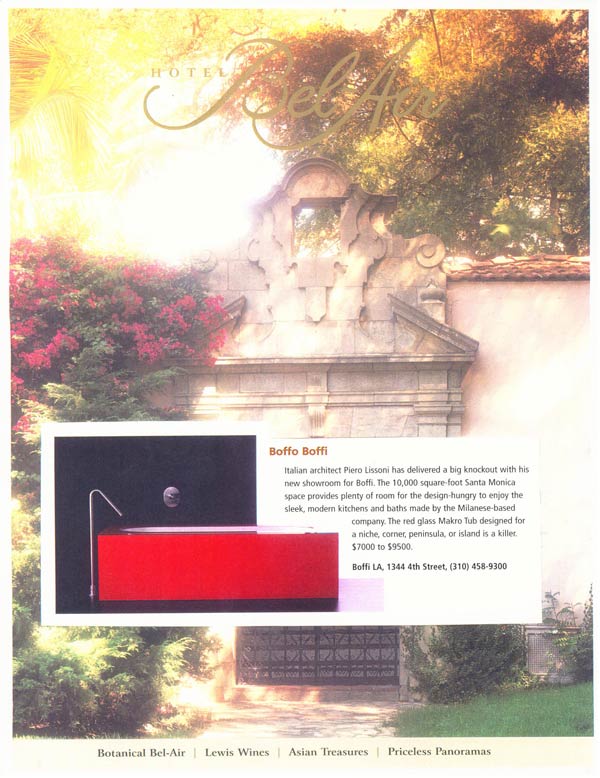 HOTEL Bel-Air
Boffo Boffi
Italian architect Piero Lissoni has delivered a big knockout with his
new showroom for Boffi. The 10,000 square-foot Santa Monica
space provides plenty of room for the design-hungry to enjoy the
sleek, modern kitchens and baths made by the Milanese-based
company. The red glass Makro Tub designed for
a niche, corner, peninsula, or island is a killer.
$7000 to $9500.
Boffi LA, 1344 4th Street, (310) 458-9300
Botanical Bel-Air | Lewis Wines | Asian Treasures | Priceless Panoramas